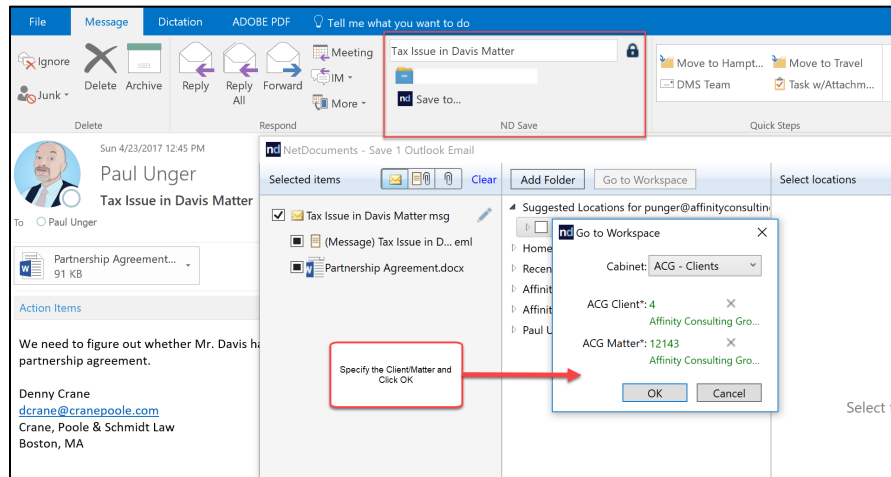 File Message Dictation ADOBE PDF Tell me what you want to do
Ignore
Junk
Delete Archive
Delete
Reply Reply All Forward
Meeting
IM
More
Respond
Tax Issue in Davis Matter
nd Save to...
ND Save
Move to Hampt... Move to Travel
DMS Team Task w/Attachm...
Quick Steps
Sun 4/23/2017 12:45 PM
Paul Unger
Tax Issue in Davis Matter
To Paul Unger
Partnership Agreement...
91 KB
Action Items
We need to figure out whether Mr. Davis ha
partnership agreement.
Denny Crane
dcrane@cranepoole.com
Crane, Poole & Schmidt Law
Boston, MA
nd NetDocuments - Save 1 Outlook Email
Selected items Clear
Tax Issue in Davis Matter msg
(Message) Tax Issue in D... eml
Partnership Agreement.docx
Specify the Client/Matter and
Click OK
Add Folder Go to Workspace
Suggested Locations for punger@affinityconsultin
Home
Recen
Affinit
Affinit
Paul U
nd Go to Workspace
Cabinet: ACG - Clients
ACG Client*: 4
Affinity Consulting Gro...
ACG Matter*: 12143
Affinity Consulting Gro...
OK Cancel
Select locations
Select